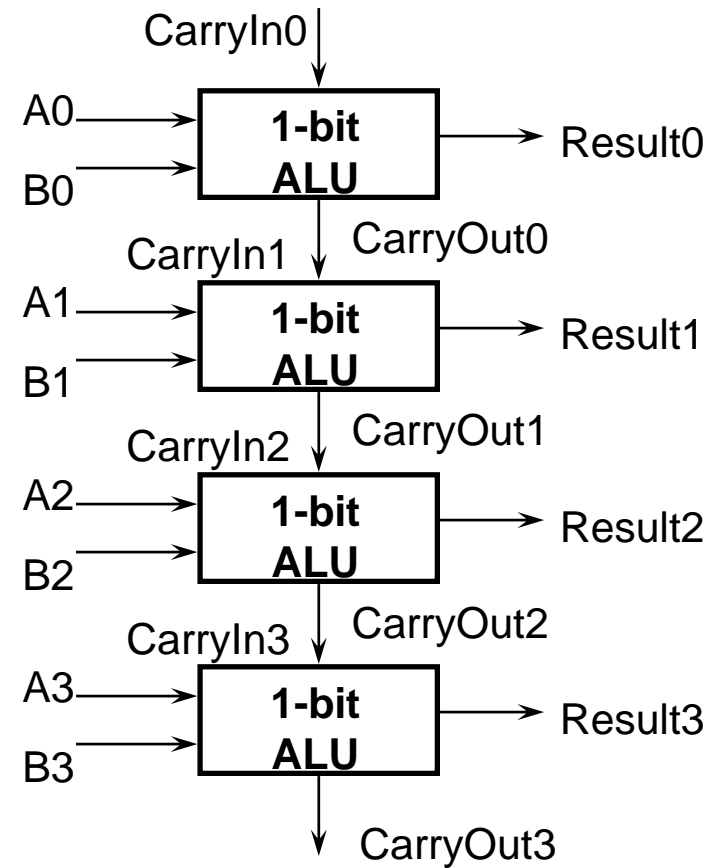 CarryIn0
A0
1-bit
ALU
B0
Result0
CarryIn1
CarryOut0
A1
1-bit
ALU
B1
Result1
CarryIn2
CarryOut1
A2
1-bit
ALU
B2
Result2
CarryIn3
CarryOut2
A3
1-bit
ALU
B3
Result3
CarryOut3